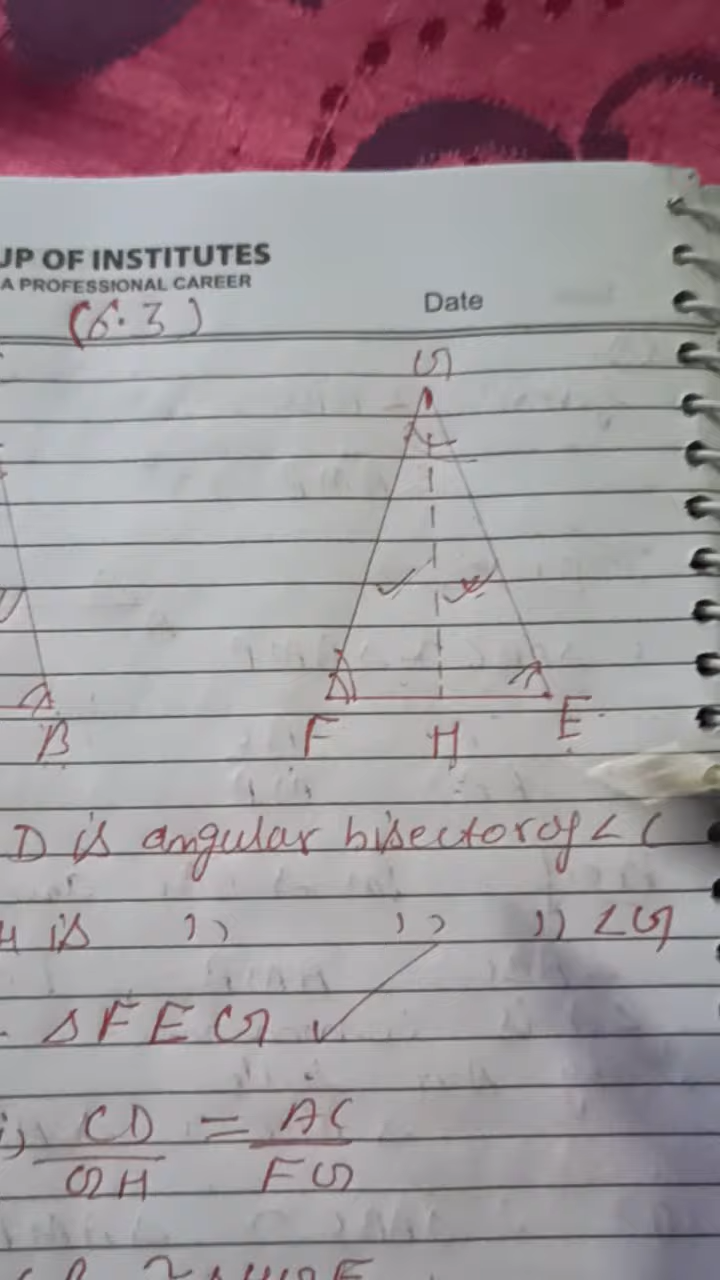 UP OF INSTITUTES
A PROFESSIONAL CAREER
(6.3)
Date
G
B
F H E
D is angular bisector of ∠C
H is ,, ,, ,, ∠G
ΔFEG ✓
i, CD/GH = AC/FG